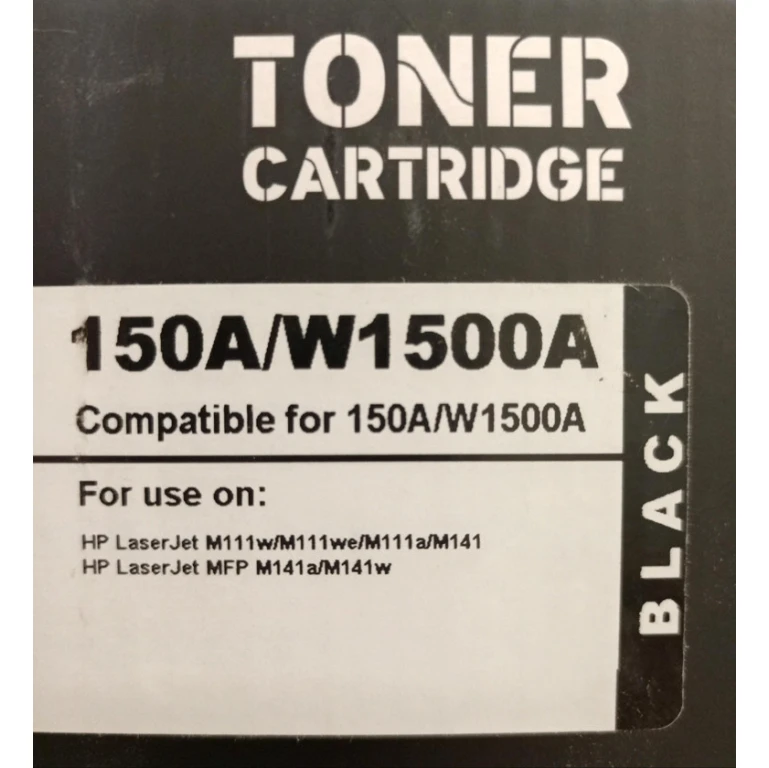 TONER
CARTRIDGE
150A/W1500A
Compatible for 150A/W1500A
For use on:
HP LaserJet M111w/M111we/M111a/M141
HP LaserJet MFP M141a/M141w
BLACK